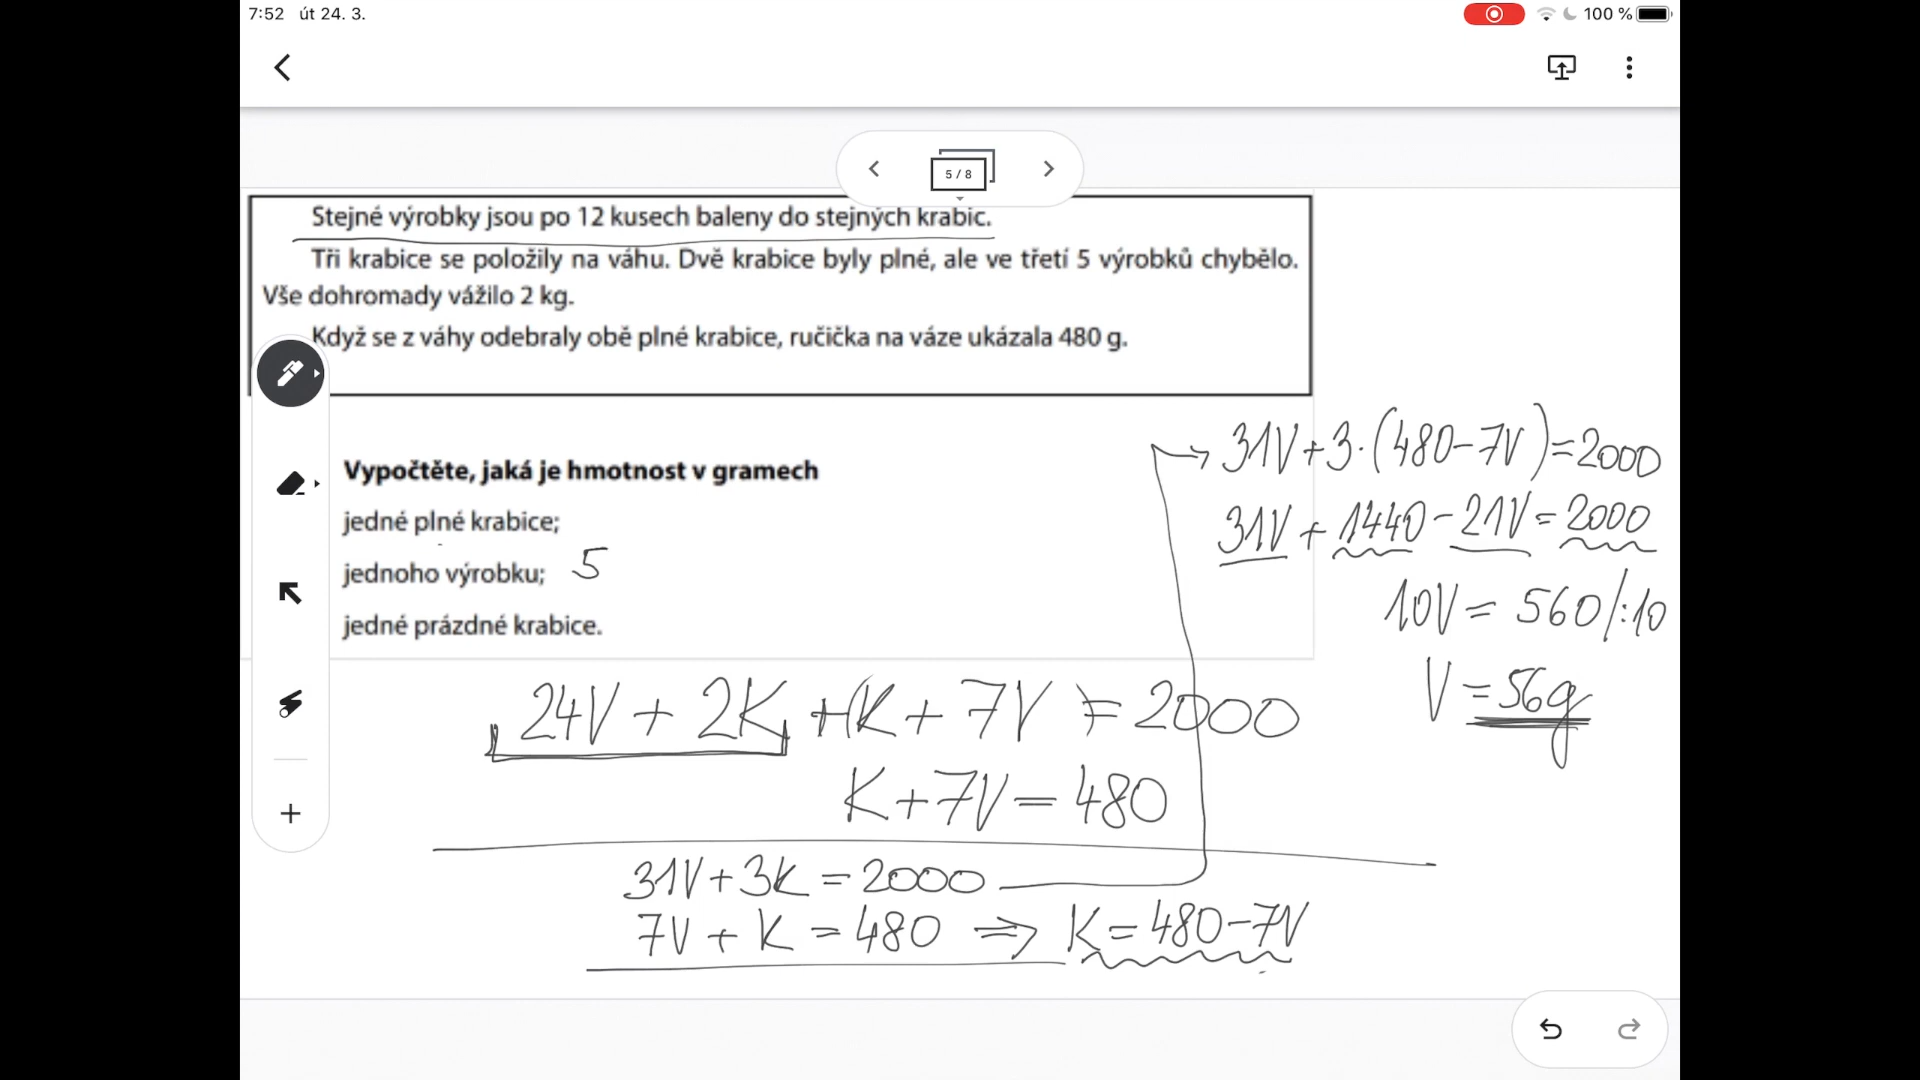 7:52 út 24. 3.
100 %
5 / 8
Stejné výrobky jsou po 12 kusech baleny do stejných krabic.
Tři krabice se položily na váhu. Dvě krabice byly plné, ale ve třetí 5 výrobků chybělo.
Vše dohromady vážilo 2 kg.
Když se z váhy odebraly obě plné krabice, ručička na váze ukázala 480 g.
Vypočtěte, jaká je hmotnost v gramech
jedné plné krabice;
jednoho výrobku; 5
jedné prázdné krabice.
31V+3·(480-7V)=2000
31V+1440-21V=2000
10V=560/:10
V=56g
24V+2K+(K+7V)=2000
K+7V=480
31V+3K=2000
7V+K=480 ⇒ K=480-7V